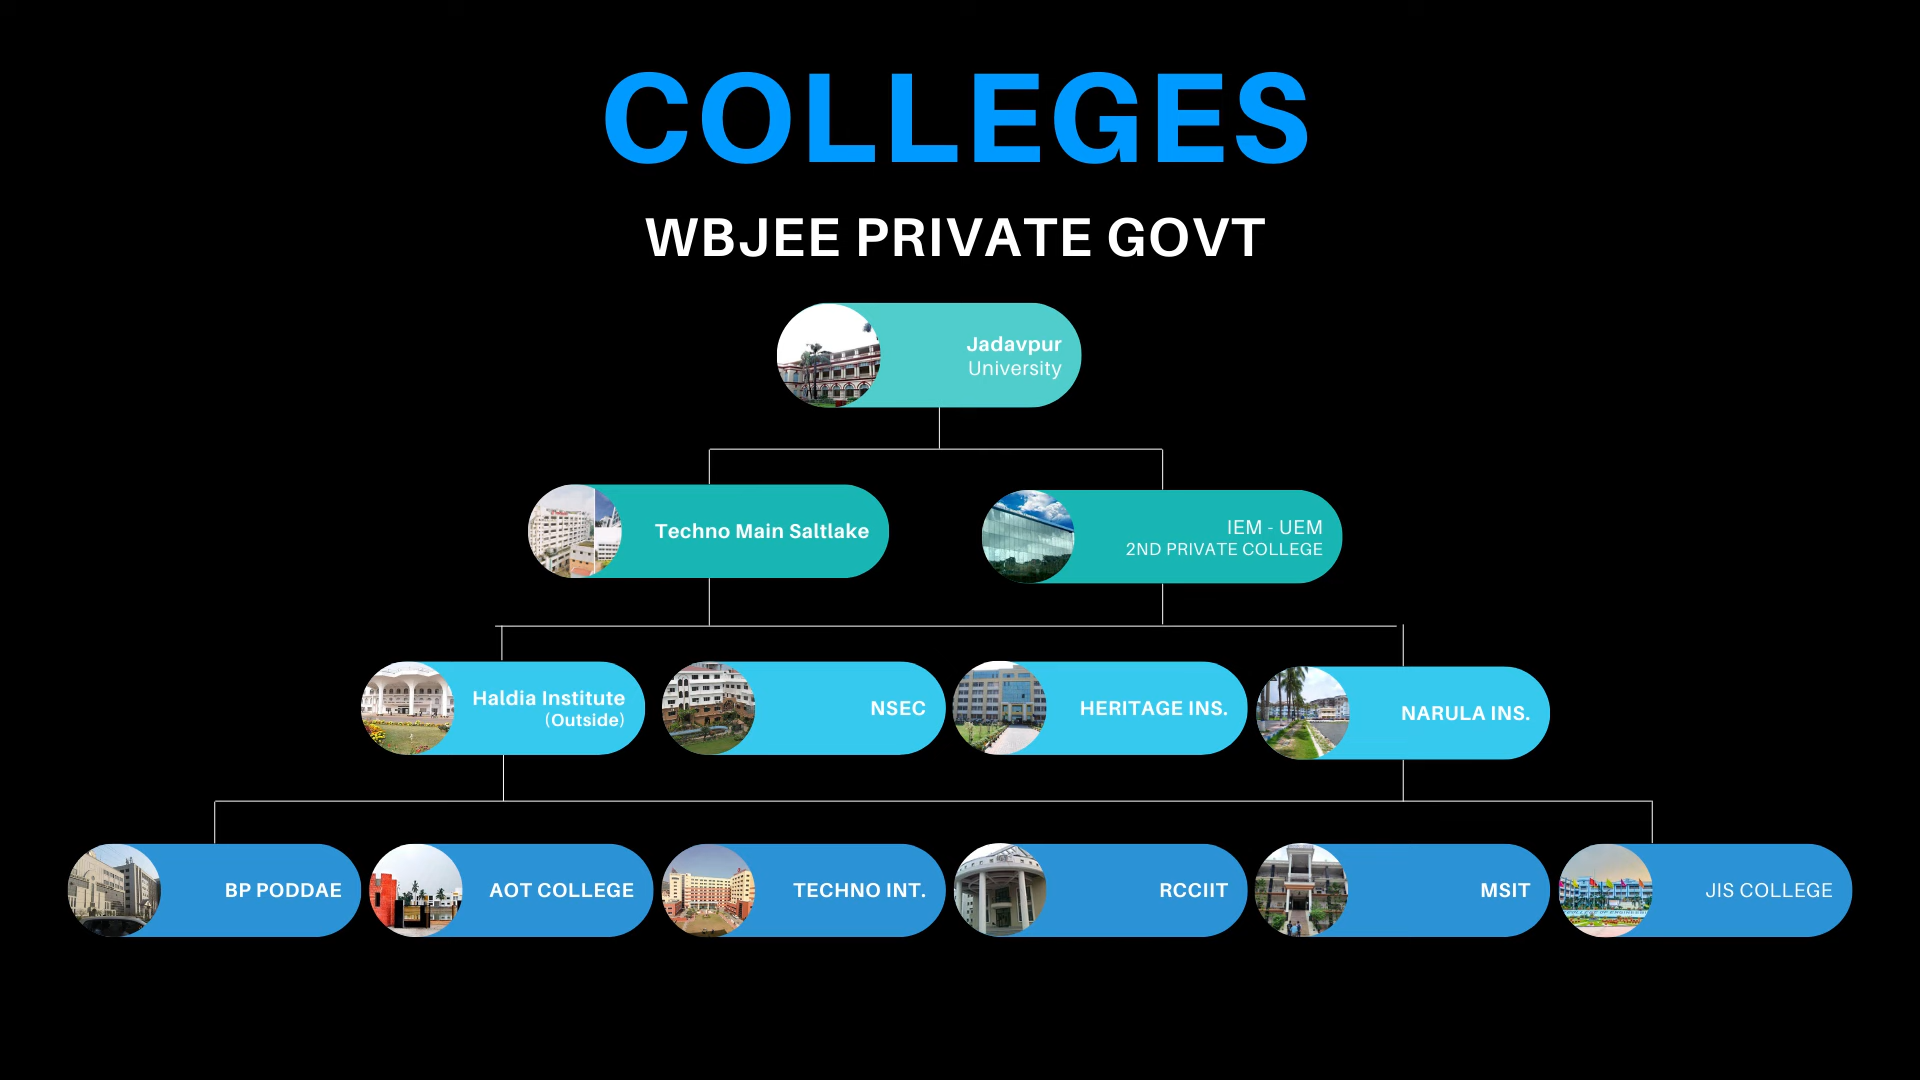 COLLEGES
WBJEE PRIVATE GOVT
Jadavpur
University
Techno Main Saltlake
IEM - UEM
2ND PRIVATE COLLEGE
Haldia Institute
(Outside)
NSEC
HERITAGE INS.
NARULA INS.
BP PODDAE
AOT COLLEGE
TECHNO INT.
RCCIIT
MSIT
JIS COLLEGE